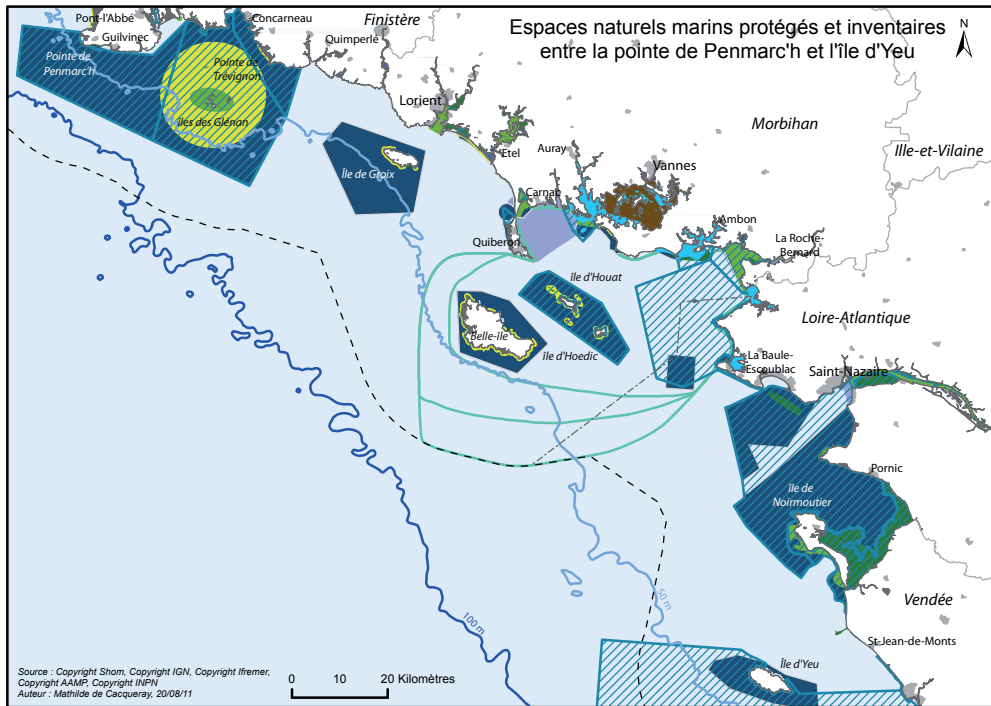 Espaces naturels marins protégés et inventaires
entre la pointe de Penmarc'h et l'île d'Yeu
N
Pont-l'Abbé
Guilvinec
Concarneau
Finistère
Quimperlé
Pointe de
Penmarc'h
Pointe de
Trévignon
îles des Glénan
Lorient
Morbihan
Ille-et-Vilaine
Etel
Auray
Vannes
Île de Groix
Carnac
Ambon
La Roche-
Bernard
Quiberon
île d'Houat
Loire-Atlantique
Belle-île
île d'Hoedic
La Baule-
Escoublac
Saint-Nazaire
Pornic
île de
Noirmoutier
Vendée
50 m
100 m
St-Jean-de-Monts
Île d'Yeu
Source : Copyright Shom, Copyright IGN, Copyright Ifremer,
Copyright AAMP, Copyright INPN
Auteur : Mathilde de Cacqueray, 20/08/11
0 10 20 Kilomètres